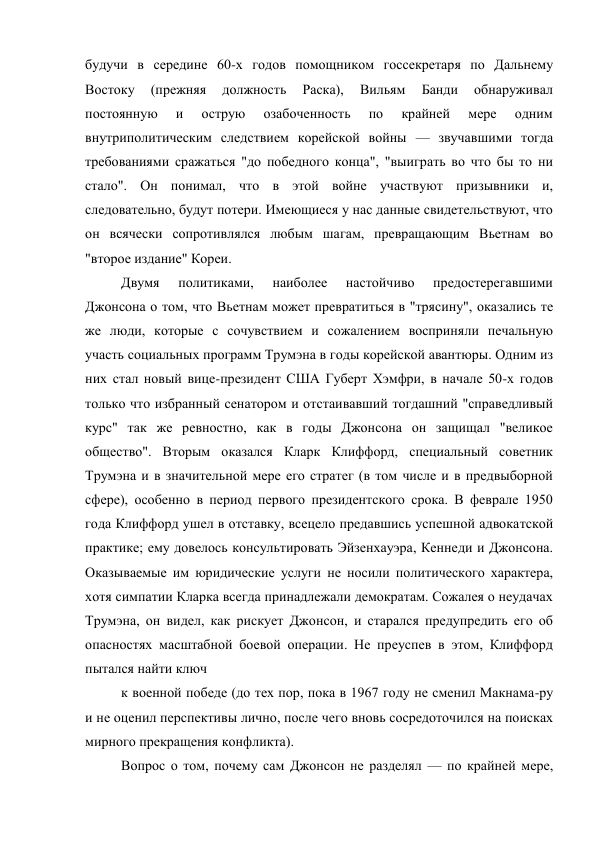 будучи в середине 60-х годов помощником госсекретаря по Дальнему
Востоку (прежняя должность Раска), Вильям Банди обнаруживал
постоянную и острую озабоченность по крайней мере одним
внутриполитическим следствием корейской войны — звучавшими тогда
требованиями сражаться "до победного конца", "выиграть во что бы то ни
стало". Он понимал, что в этой войне участвуют призывники и,
следовательно, будут потери. Имеющиеся у нас данные свидетельствуют, что
он всячески сопротивлялся любым шагам, превращающим Вьетнам во
"второе издание" Кореи.
Двумя политиками, наиболее настойчиво предостерегавшими
Джонсона о том, что Вьетнам может превратиться в "трясину", оказались те
же люди, которые с сочувствием и сожалением восприняли печальную
участь социальных программ Трумэна в годы корейской авантюры. Одним из
них стал новый вице-президент США Губерт Хэмфри, в начале 50-х годов
только что избранный сенатором и отстаивавший тогдашний "справедливый
курс" так же ревностно, как в годы Джонсона он защищал "великое
общество". Вторым оказался Кларк Клиффорд, специальный советник
Трумэна и в значительной мере его стратег (в том числе и в предвыборной
сфере), особенно в период первого президентского срока. В феврале 1950
года Клиффорд ушел в отставку, всецело предавшись успешной адвокатской
практике; ему довелось консультировать Эйзенхауэра, Кеннеди и Джонсона.
Оказываемые им юридические услуги не носили политического характера,
хотя симпатии Кларка всегда принадлежали демократам. Сожалея о неудачах
Трумэна, он видел, как рискует Джонсон, и старался предупредить его об
опасностях масштабной боевой операции. Не преуспев в этом, Клиффорд
пытался найти ключ
к военной победе (до тех пор, пока в 1967 году не сменил Макнама-ру
и не оценил перспективы лично, после чего вновь сосредоточился на поисках
мирного прекращения конфликта).
Вопрос о том, почему сам Джонсон не разделял — по крайней мере,